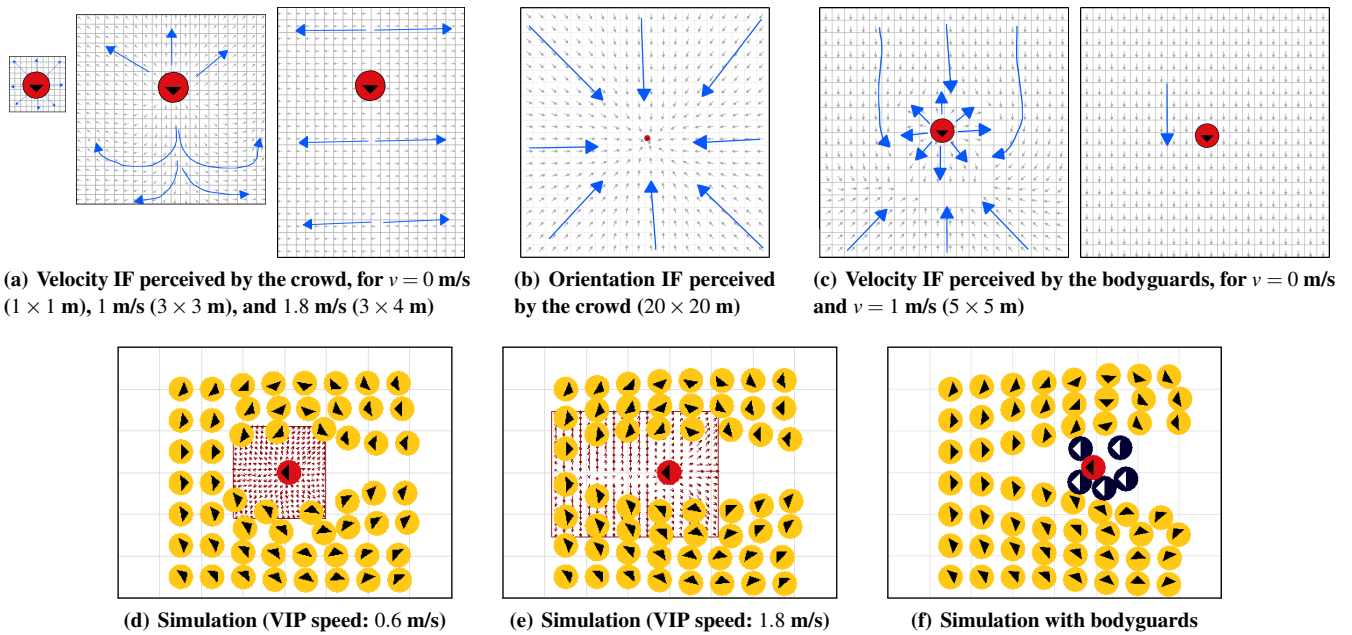 (a) Velocity IF perceived by the crowd, for v = 0 m/s
(1 × 1 m), 1 m/s (3 × 3 m), and 1.8 m/s (3 × 4 m)
(b) Orientation IF perceived
by the crowd (20 × 20 m)
(c) Velocity IF perceived by the bodyguards, for v = 0 m/s
and v = 1 m/s (5 × 5 m)
(d) Simulation (VIP speed: 0.6 m/s)
(e) Simulation (VIP speed: 1.8 m/s)
(f) Simulation with bodyguards